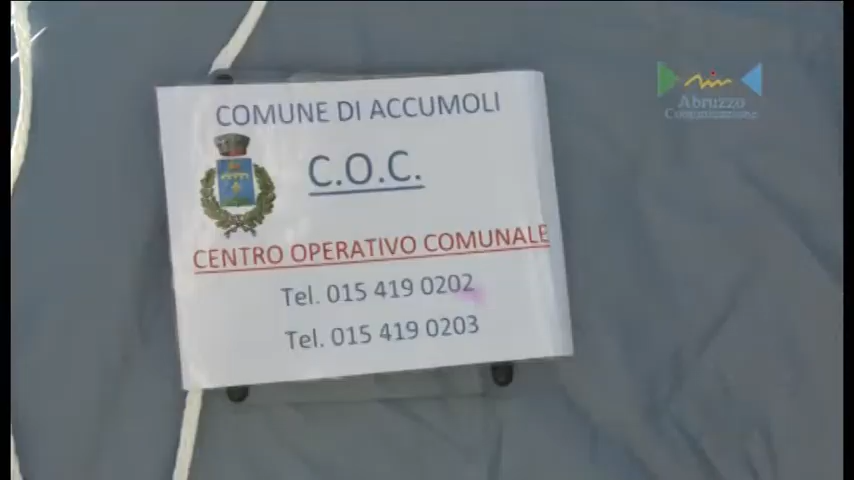 COMUNE DI ACCUMOLI
C.O.C.
CENTRO OPERATIVO COMUNALE
Tel. 015 419 0202
Tel. 015 419 0203
Abruzzo